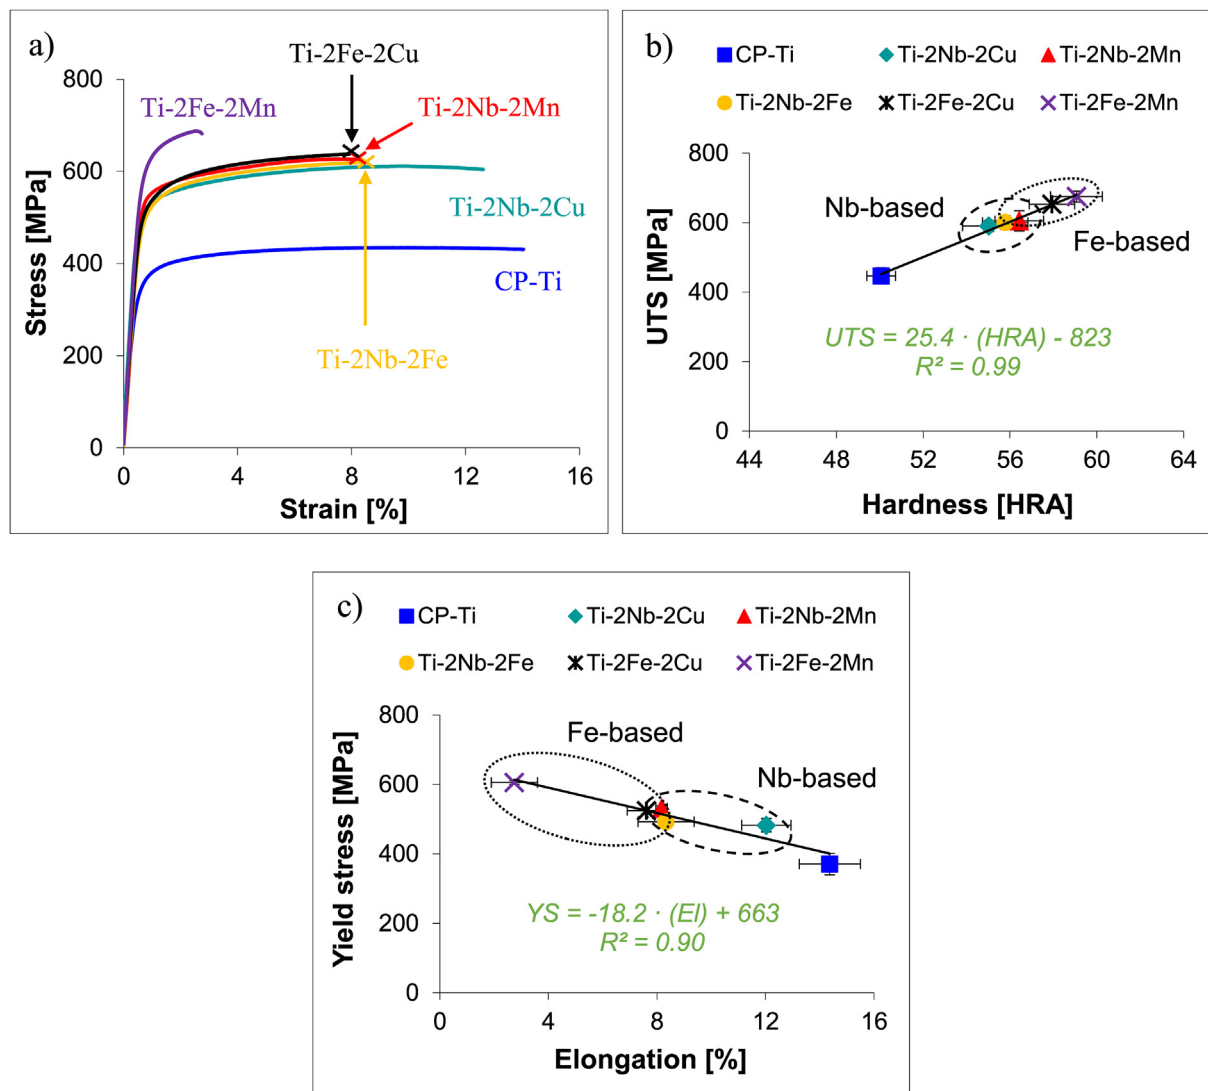 a)
Ti-2Fe-2Cu
Ti-2Fe-2Mn
Ti-2Nb-2Mn
Ti-2Nb-2Cu
CP-Ti
Ti-2Nb-2Fe
Stress [MPa]
800
600
400
200
0
0 4 8 12 16
Strain [%]
b)
CP-Ti Ti-2Nb-2Cu Ti-2Nb-2Mn
Ti-2Nb-2Fe Ti-2Fe-2Cu Ti-2Fe-2Mn
UTS [MPa]
800
600
400
200
0
Nb-based
Fe-based
UTS = 25.4 · (HRA) - 823
R² = 0.99
44 48 52 56 60 64
Hardness [HRA]
c)
CP-Ti Ti-2Nb-2Cu Ti-2Nb-2Mn
Ti-2Nb-2Fe Ti-2Fe-2Cu Ti-2Fe-2Mn
Yield stress [MPa]
800
600
400
200
0
Fe-based
Nb-based
YS = -18.2 · (El) + 663
R² = 0.90
0 4 8 12 16
Elongation [%]